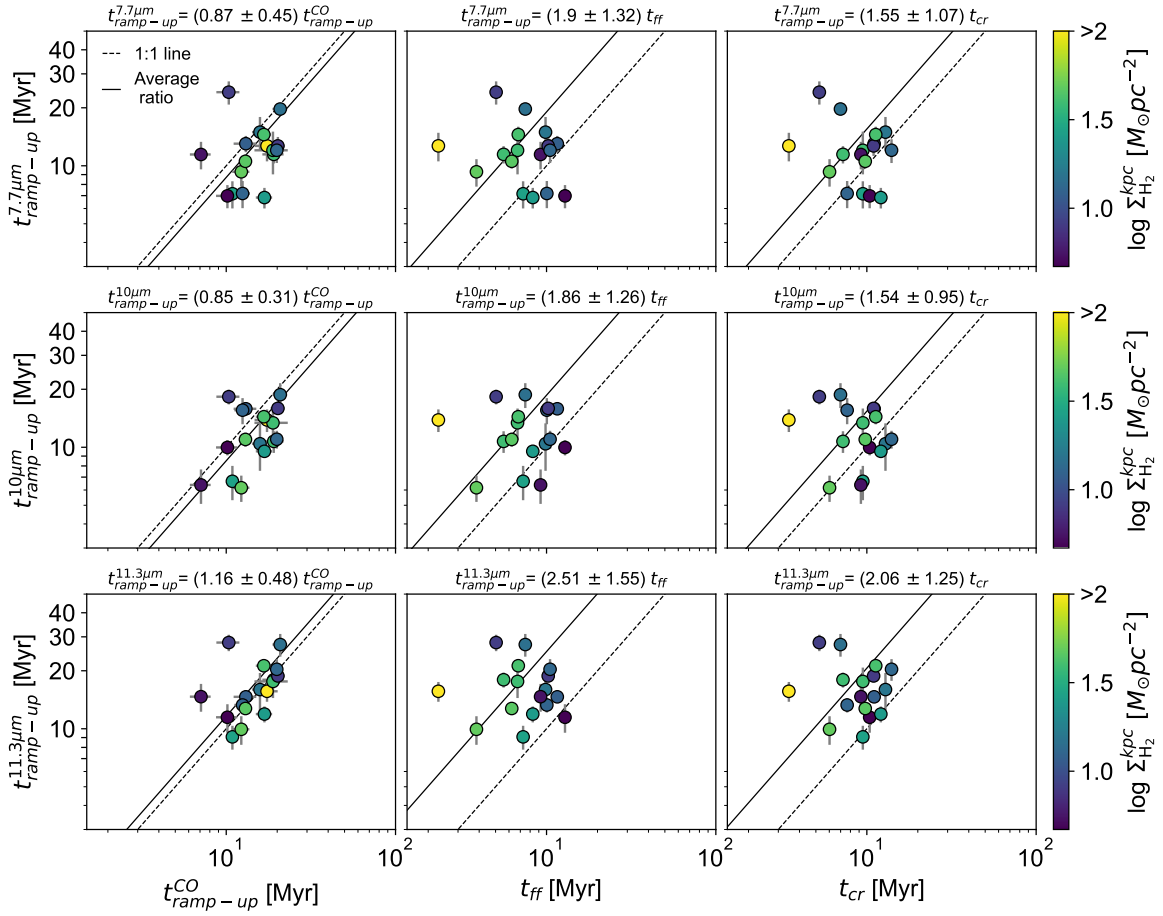 t^{7.7μm}_{ramp−up}= (0.87 ± 0.45) t^{CO}_{ramp−up}
t^{7.7μm}_{ramp−up}= (1.9 ± 1.32) t_{ff}
t^{7.7μm}_{ramp−up}= (1.55 ± 1.07) t_{cr}
1:1 line
Average
ratio
40
30
20
10
t^{7.7μm}_{ramp−up} [Myr]
>2
1.5
1.0
log Σ^{kpc}_{H_2} [M_⊙pc^{−2}]
t^{10μm}_{ramp−up}= (0.85 ± 0.31) t^{CO}_{ramp−up}
t^{10μm}_{ramp−up}= (1.86 ± 1.26) t_{ff}
t^{10μm}_{ramp−up}= (1.54 ± 0.95) t_{cr}
40
30
20
10
t^{10μm}_{ramp−up} [Myr]
>2
1.5
1.0
log Σ^{kpc}_{H_2} [M_⊙pc^{−2}]
t^{11.3μm}_{ramp−up}= (1.16 ± 0.48) t^{CO}_{ramp−up}
t^{11.3μm}_{ramp−up}= (2.51 ± 1.55) t_{ff}
t^{11.3μm}_{ramp−up}= (2.06 ± 1.25) t_{cr}
40
30
20
10
t^{11.3μm}_{ramp−up} [Myr]
>2
1.5
1.0
log Σ^{kpc}_{H_2} [M_⊙pc^{−2}]
10^1 10^2 10^1 10^2 10^1 10^2
t^{CO}_{ramp−up} [Myr]
t_{ff} [Myr]
t_{cr} [Myr]